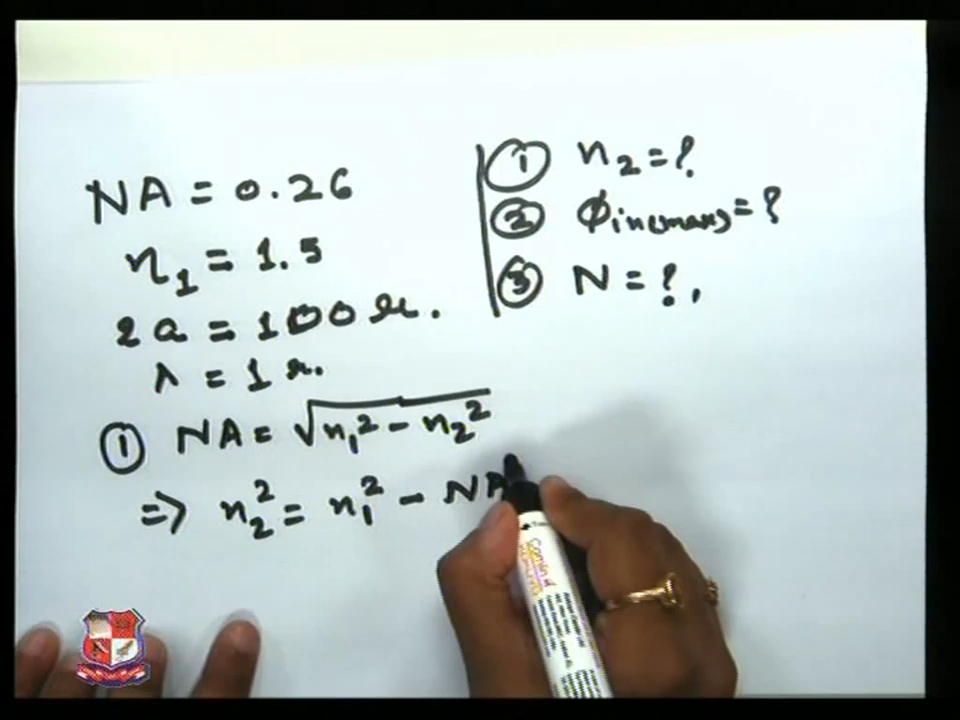 NA = 0.26
n₁ = 1.5
2a = 100 μ.
λ = 1 μ.
① n₂ = ?
② ϕin(max) = ?
③ N = ?,
① NA = √n₁² - n₂²
=> n₂² = n₁² - NA